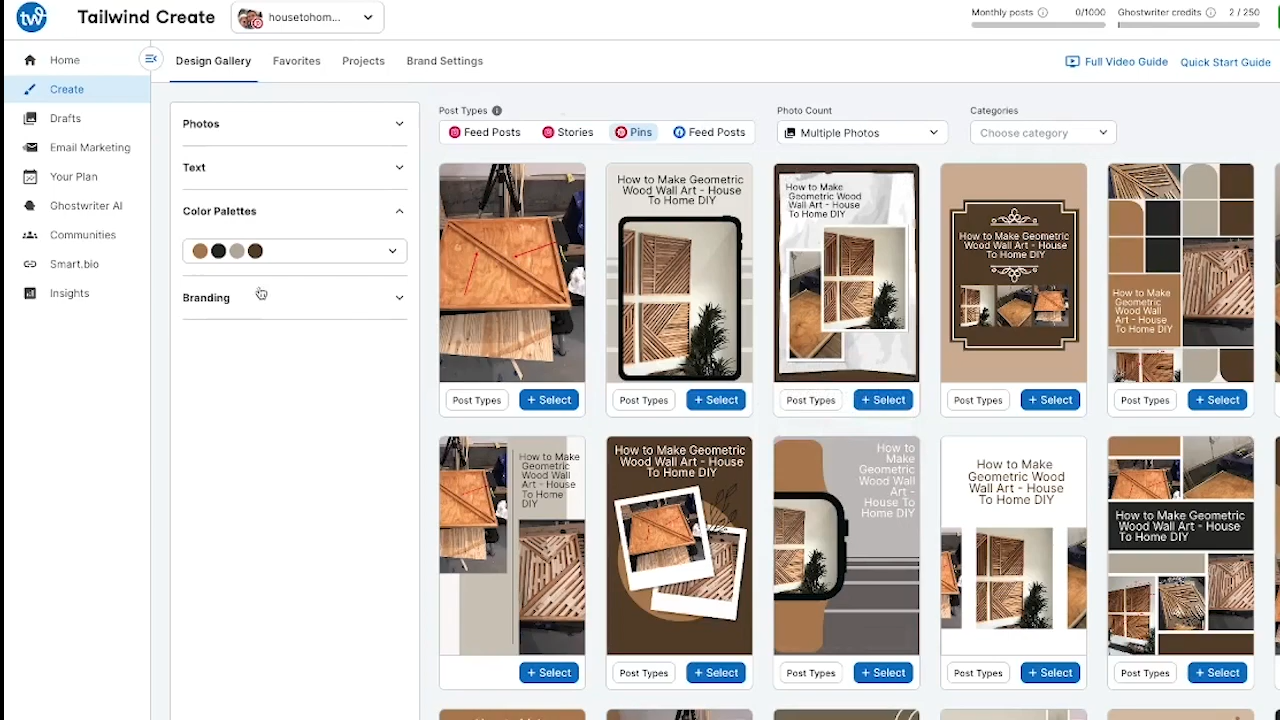 tw
Tailwind Create
housetohom...
Monthly posts
0/1000
Ghostwriter credits
2 / 250
Home
Create
Drafts
Email Marketing
Your Plan
Ghostwriter AI
Communities
Smart.bio
Insights
Design Gallery
Favorites
Projects
Brand Settings
Full Video Guide
Quick Start Guide
Photos
Text
Color Palettes
Branding
Post Types
Feed Posts
Stories
Pins
Feed Posts
Photo Count
Multiple Photos
Categories
Choose category
How to Make Geometric
Wood Wall Art - House
To Home DIY
How to Make
Geometric
Wood Wall Art - House
To Home DIY
How to Make Geometric
Wood Wall Art - House
To Home DIY
How to Make
Geometric
Wood Wall
Art - House
To Home DIY
Post Types
+ Select
Post Types
+ Select
Post Types
+ Select
Post Types
+ Select
Post Types
+ Select
How to Make
Geometric
Wood Wall
Art - House
To Home
DIY
How to Make Geometric
Wood Wall Art - House
To Home DIY
How to
Make
Geometric
Wood Wall
Art -
House To
Home DIY
How to Make
Geometric Wood
Wall Art - House
To Home DIY
How to Make Geometric
Wood Wall Art - House
To Home DIY
+ Select
Post Types
+ Select
Post Types
+ Select
Post Types
+ Select
Post Types
+ Select